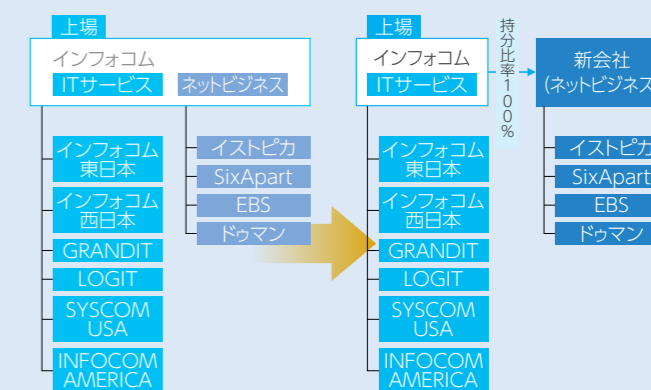 上場
インフォコム
ITサービス
ネットビジネス
インフォコム
東日本
インフォコム
西日本
GRANDIT
LOGIT
SYSCOM
USA
INFOCOM
AMERICA
イストピカ
SixApart
EBS
ドゥマン
上場
インフォコム
ITサービス
持分比率100%
新会社
(ネットビジネス
インフォコム
東日本
インフォコム
西日本
GRANDIT
LOGIT
SYSCOM
USA
INFOCOM
AMERICA
イストピカ
SixApart
EBS
ドゥマン